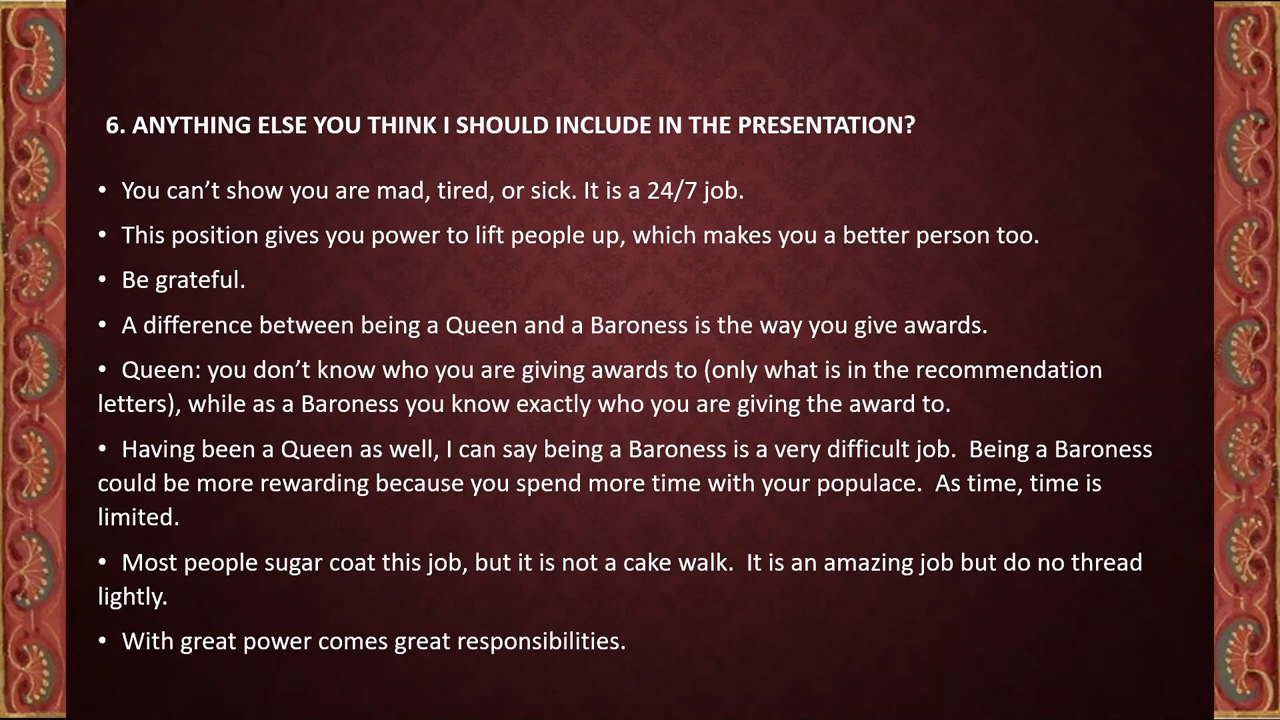 6. ANYTHING ELSE YOU THINK I SHOULD INCLUDE IN THE PRESENTATION?
• You can’t show you are mad, tired, or sick. It is a 24/7 job.
• This position gives you power to lift people up, which makes you a better person too.
• Be grateful.
• A difference between being a Queen and a Baroness is the way you give awards.
• Queen: you don’t know who you are giving awards to (only what is in the recommendation
letters), while as a Baroness you know exactly who you are giving the award to.
• Having been a Queen as well, I can say being a Baroness is a very difficult job.  Being a Baroness
could be more rewarding because you spend more time with your populace.  As time, time is
limited.
• Most people sugar coat this job, but it is not a cake walk.  It is an amazing job but do no thread
lightly.
• With great power comes great responsibilities.